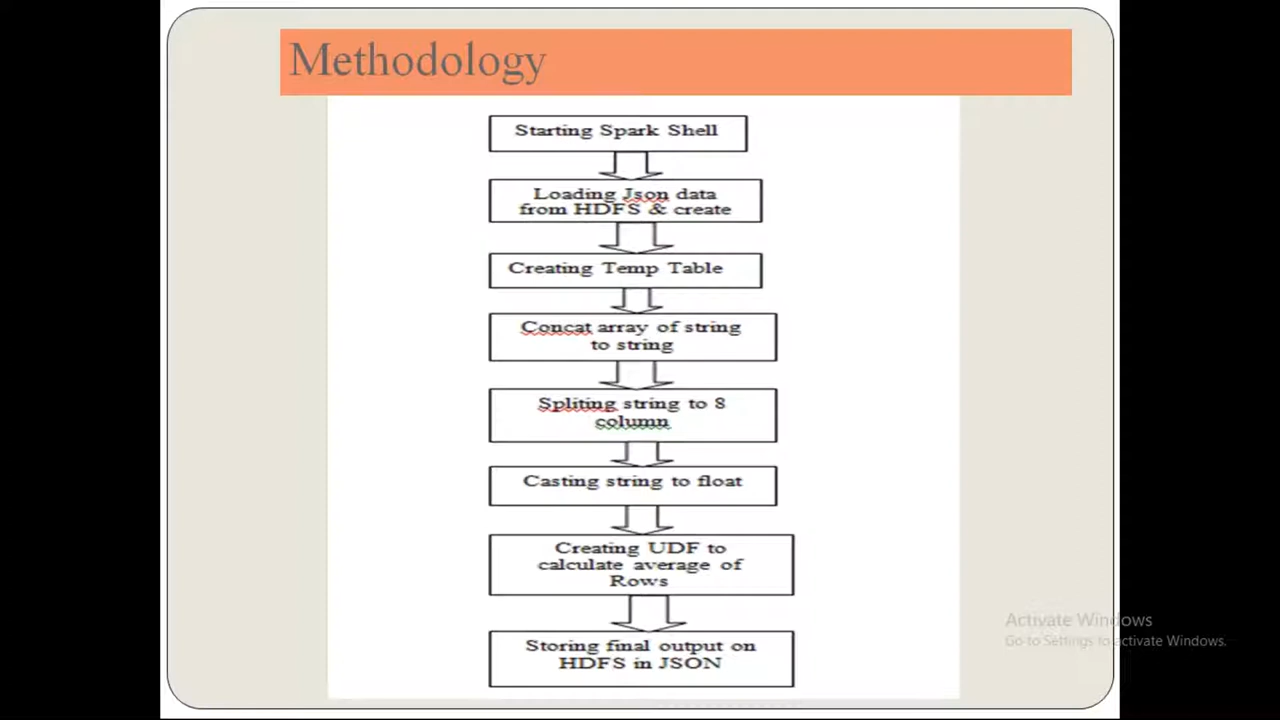 Methodology
Starting Spark Shell
Loading Json data
from HDFS & create
Creating Temp Table
Concat array of string
to string
Spliting string to 8
column
Casting string to float
Creating UDF to
calculate average of
Rows
Storing final output on
HDFS in JSON
Activate Windows
Go to Settings to activate Windows.